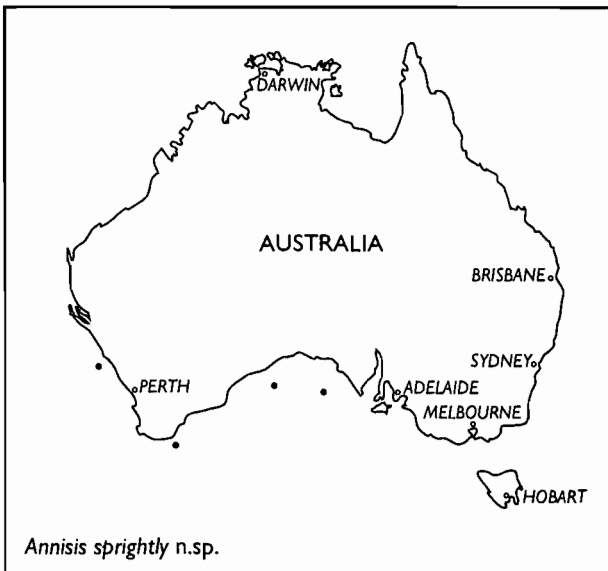 DARWIN
AUSTRALIA
BRISBANE
SYDNEY
PERTH
ADELAIDE
MELBOURNE
HOBART
Annisis sprightly n.sp.